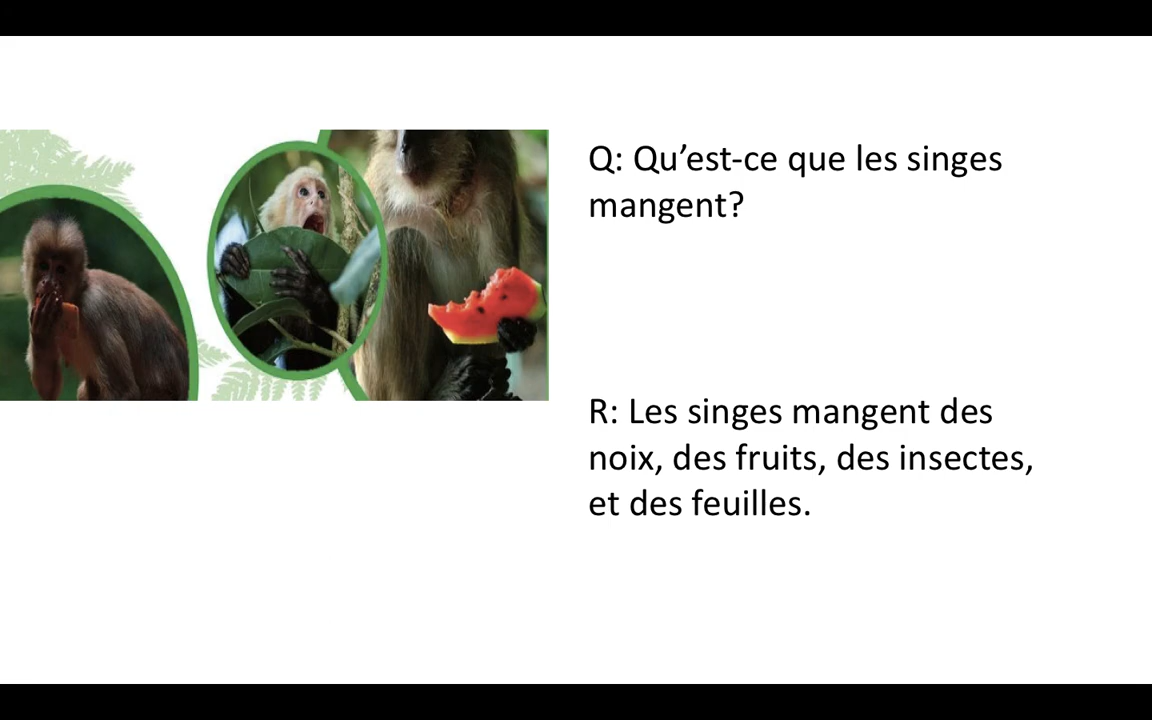 Q: Qu’est-ce que les singes
mangent?
R: Les singes mangent des
noix, des fruits, des insectes,
et des feuilles.